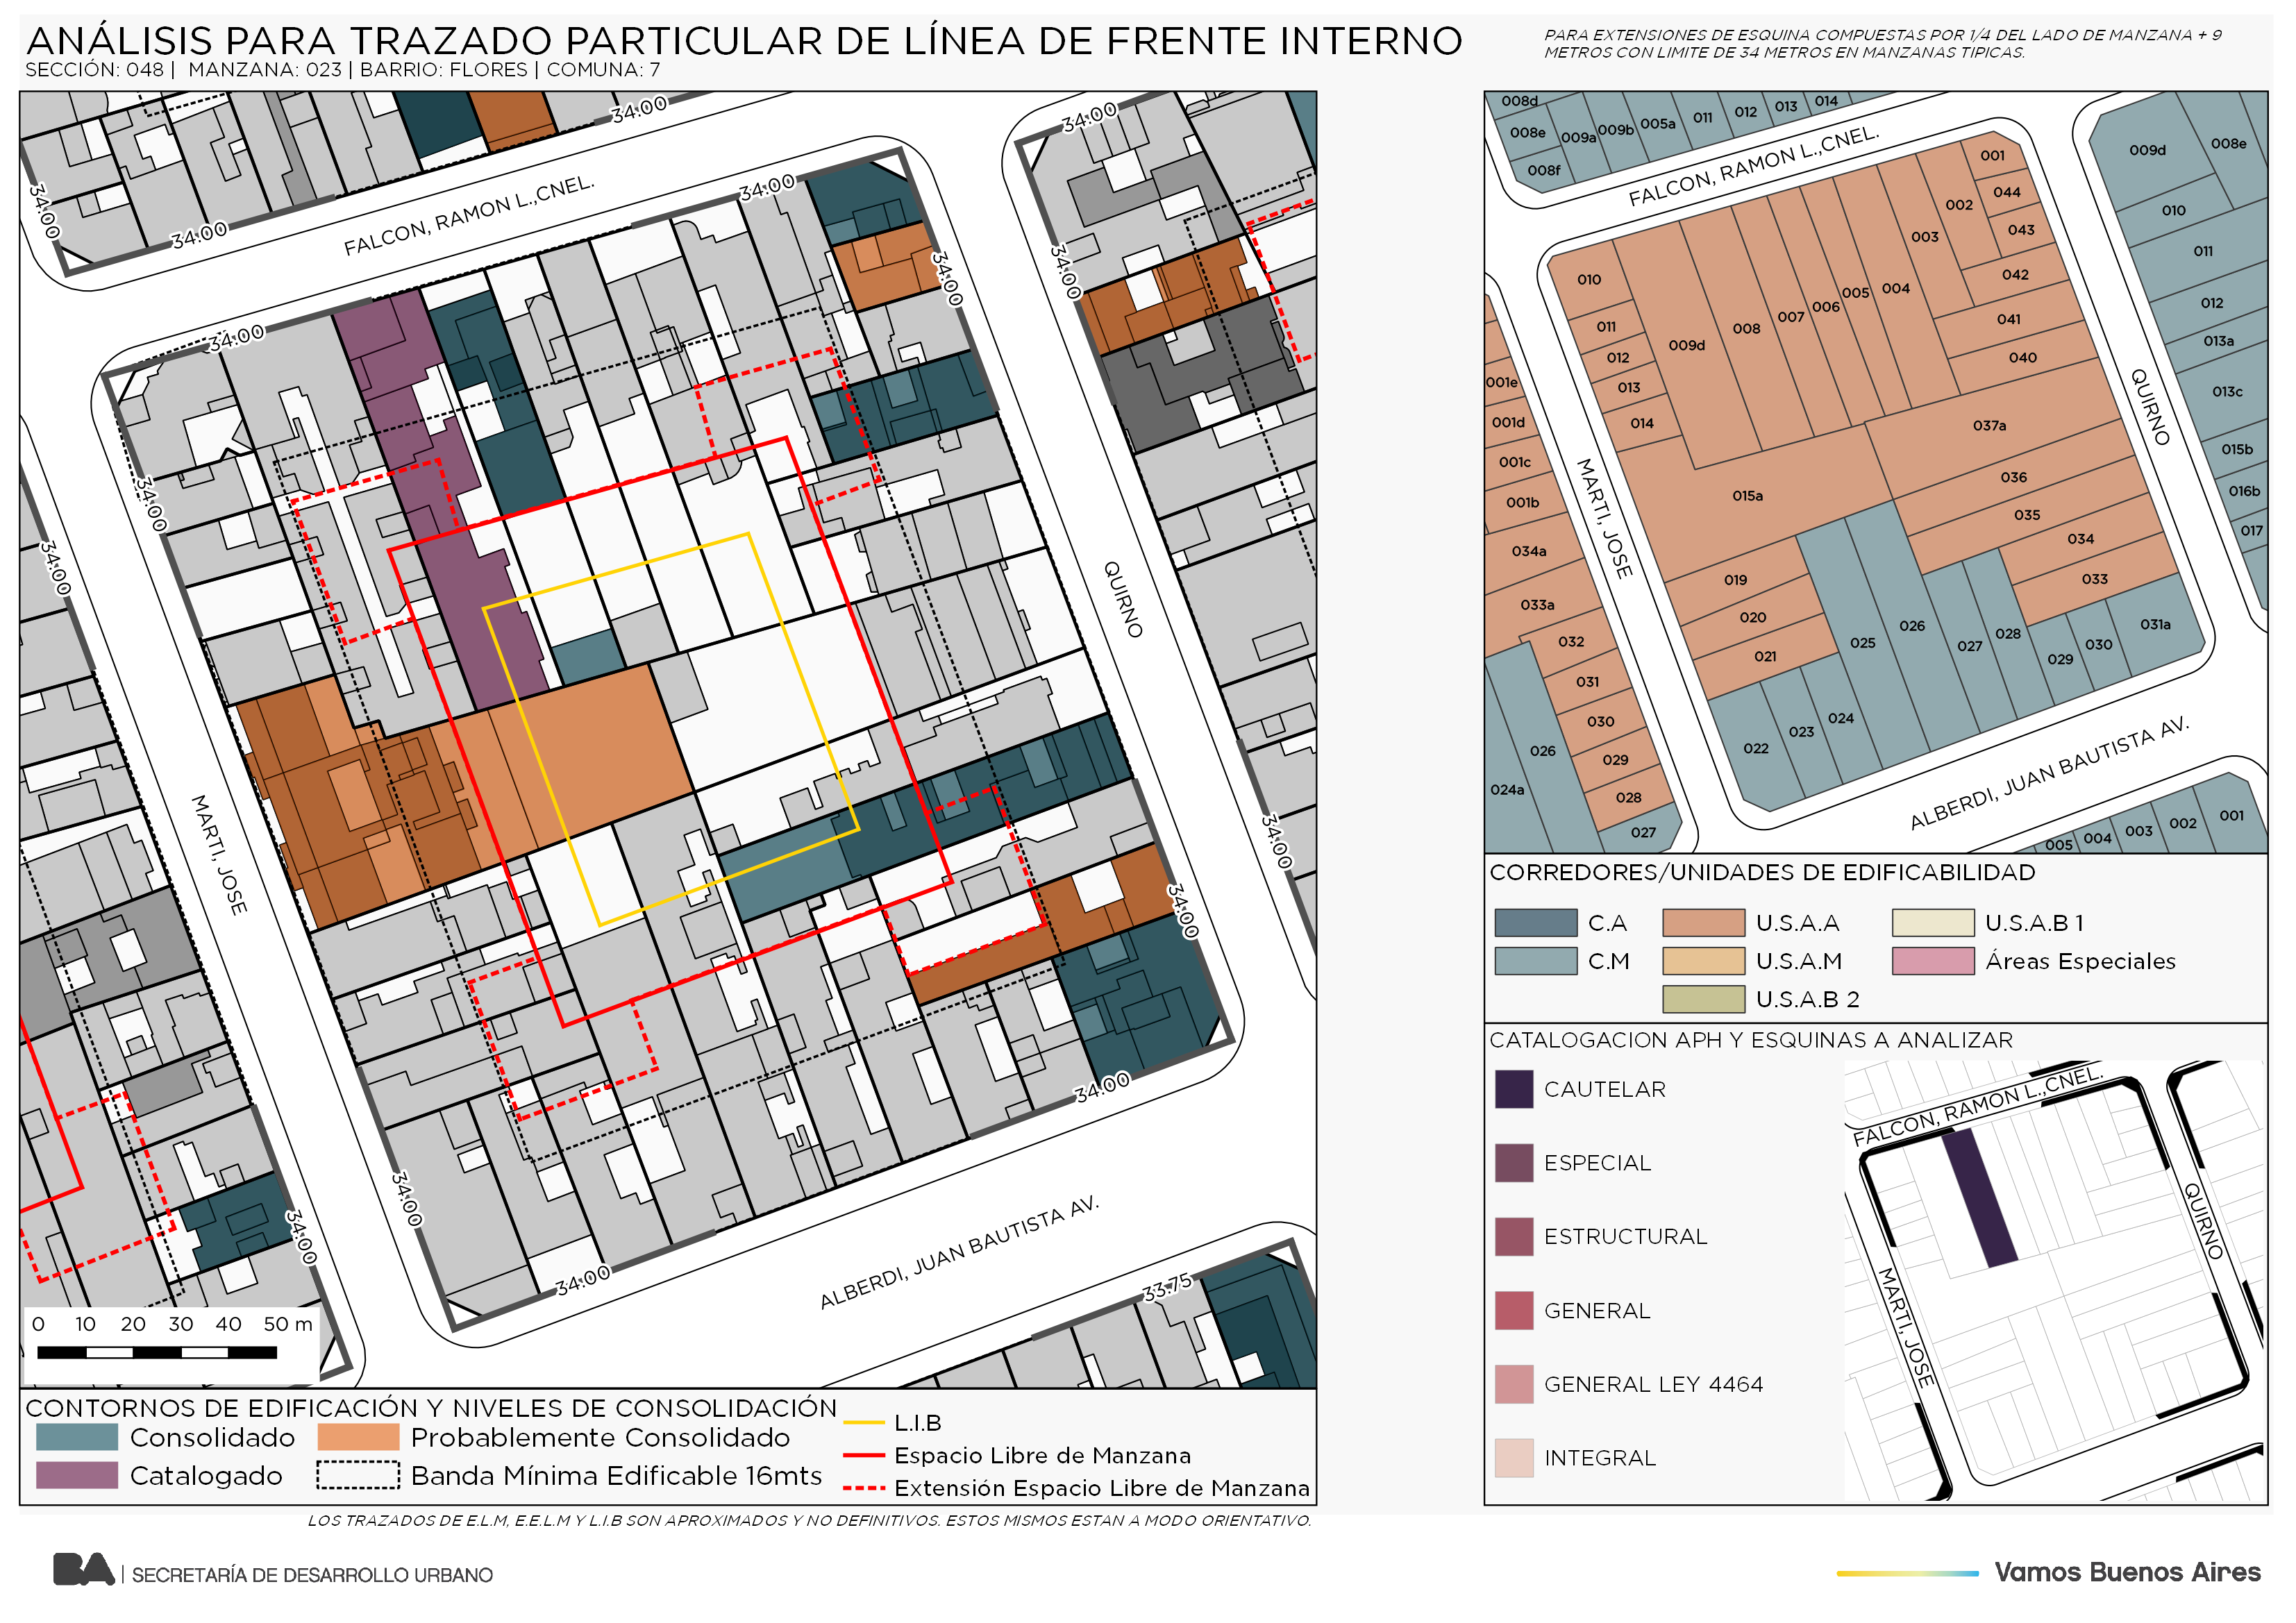 ANÁLISIS PARA TRAZADO PARTICULAR DE LÍNEA DE FRENTE INTERNO
SECCIÓN: 048 | MANZANA: 023 | BARRIO: FLORES | COMUNA: 7
PARA EXTENSIONES DE ESQUINA COMPUESTAS POR 1/4 DEL LADO DE MANZANA + 9
METROS CON LIMITE DE 34 METROS EN MANZANAS TIPICAS.
34.00
34.00
34.00
34.00
34.00
FALCON, RAMON L.,CNEL.
34.00
34.00
34.00
34.00
34.00
QUIRNO
MARTI, JOSE
34.00
34.00
34.00
34.00
34.00
34.00
34.00
ALBERDI, JUAN BAUTISTA AV.
33.75
0 10 20 30 40 50 m
CONTORNOS DE EDIFICACIÓN Y NIVELES DE CONSOLIDACIÓN
Consolidado
Probablemente Consolidado
Catalogado
Banda Mínima Edificable 16mts
L.I.B
Espacio Libre de Manzana
Extensión Espacio Libre de Manzana
LOS TRAZADOS DE E.L.M, E.E.L.M Y L.I.B SON APROXIMADOS Y NO DEFINITIVOS. ESTOS MISMOS ESTAN A MODO ORIENTATIVO.
008d
008e
008f
009a
009b
005a
011
012
013
014
FALCON, RAMON L.,CNEL.
009d
008e
010
011
012
013a
013c
015b
016b
017
001
044
043
042
041
040
002
003
004
005
006
007
008
009d
010
011
012
013
014
015a
037a
036
035
034
033
019
020
021
022
023
024
025
026
027
028
029
030
031a
QUIRNO
MARTI, JOSE
001e
001d
001c
001b
034a
033a
032
031
030
029
028
027
026
024a
ALBERDI, JUAN BAUTISTA AV.
005
004
003
002
001
CORREDORES/UNIDADES DE EDIFICABILIDAD
C.A
U.S.A.A
U.S.A.B 1
C.M
U.S.A.M
Áreas Especiales
U.S.A.B 2
CATALOGACION APH Y ESQUINAS A ANALIZAR
CAUTELAR
ESPECIAL
ESTRUCTURAL
GENERAL
GENERAL LEY 4464
INTEGRAL
FALCON, RAMON L.,CNEL.
QUIRNO
MARTI, JOSE
BA | SECRETARÍA DE DESARROLLO URBANO
Vamos Buenos Aires